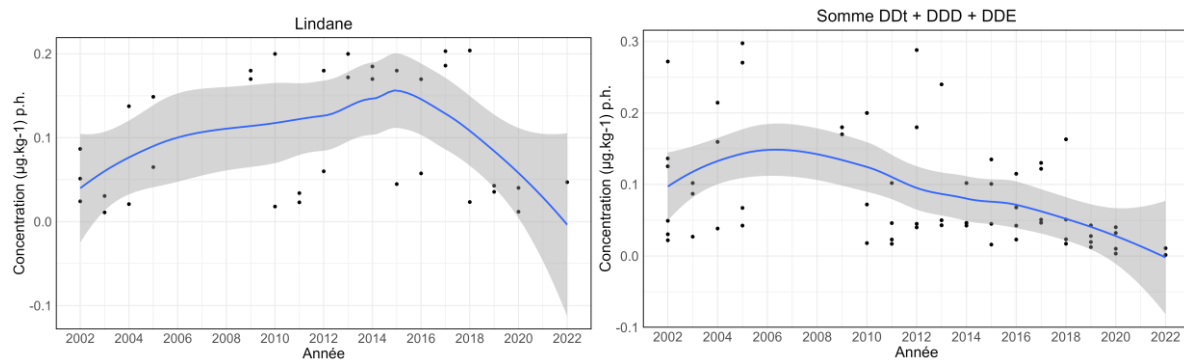 Lindane
Concentration (µg.kg-1) p.h.
0.2
0.1
0.0
-0.1
2002 2004 2006 2008 2010 2012 2014 2016 2018 2020 2022
Année
Somme DDt + DDD + DDE
Concentration (µg.kg-1) p.h.
0.3
0.2
0.1
0.0
-0.1
2002 2004 2006 2008 2010 2012 2014 2016 2018 2020 2022
Année